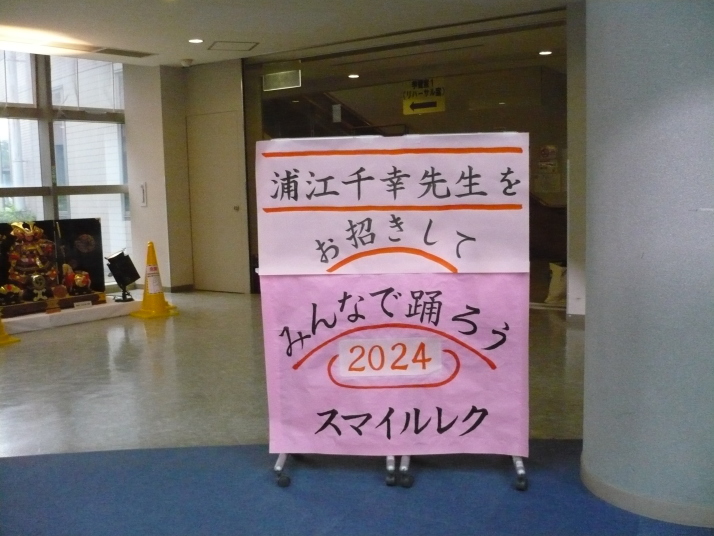 浦江千幸先生を
お招きして
みんなで踊ろう
2024
スマイルレク